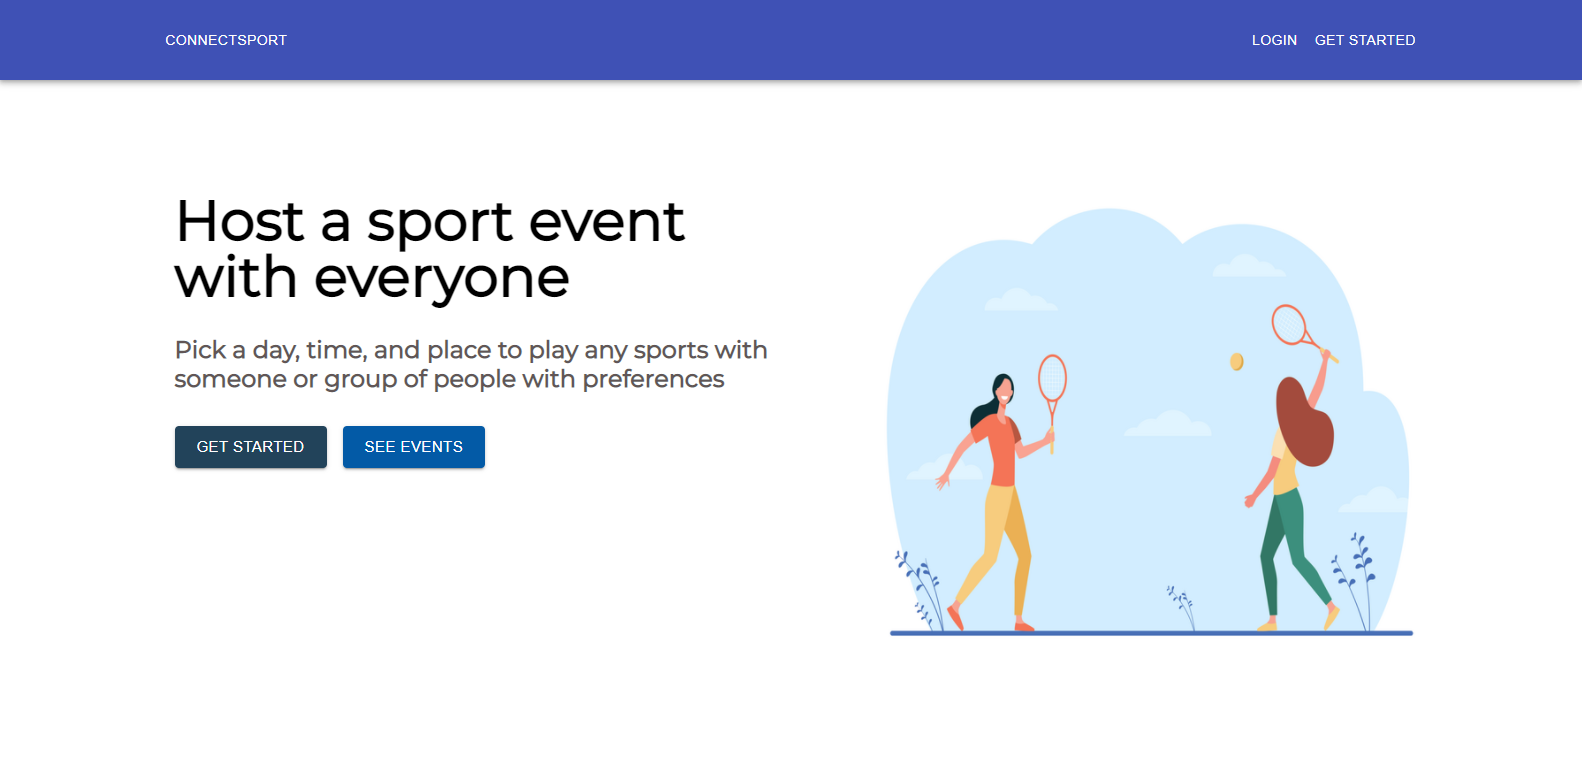 CONNECTSPORT
LOGIN
GET STARTED
Host a sport event
with everyone
Pick a day, time, and place to play any sports with
someone or group of people with preferences
GET STARTED
SEE EVENTS